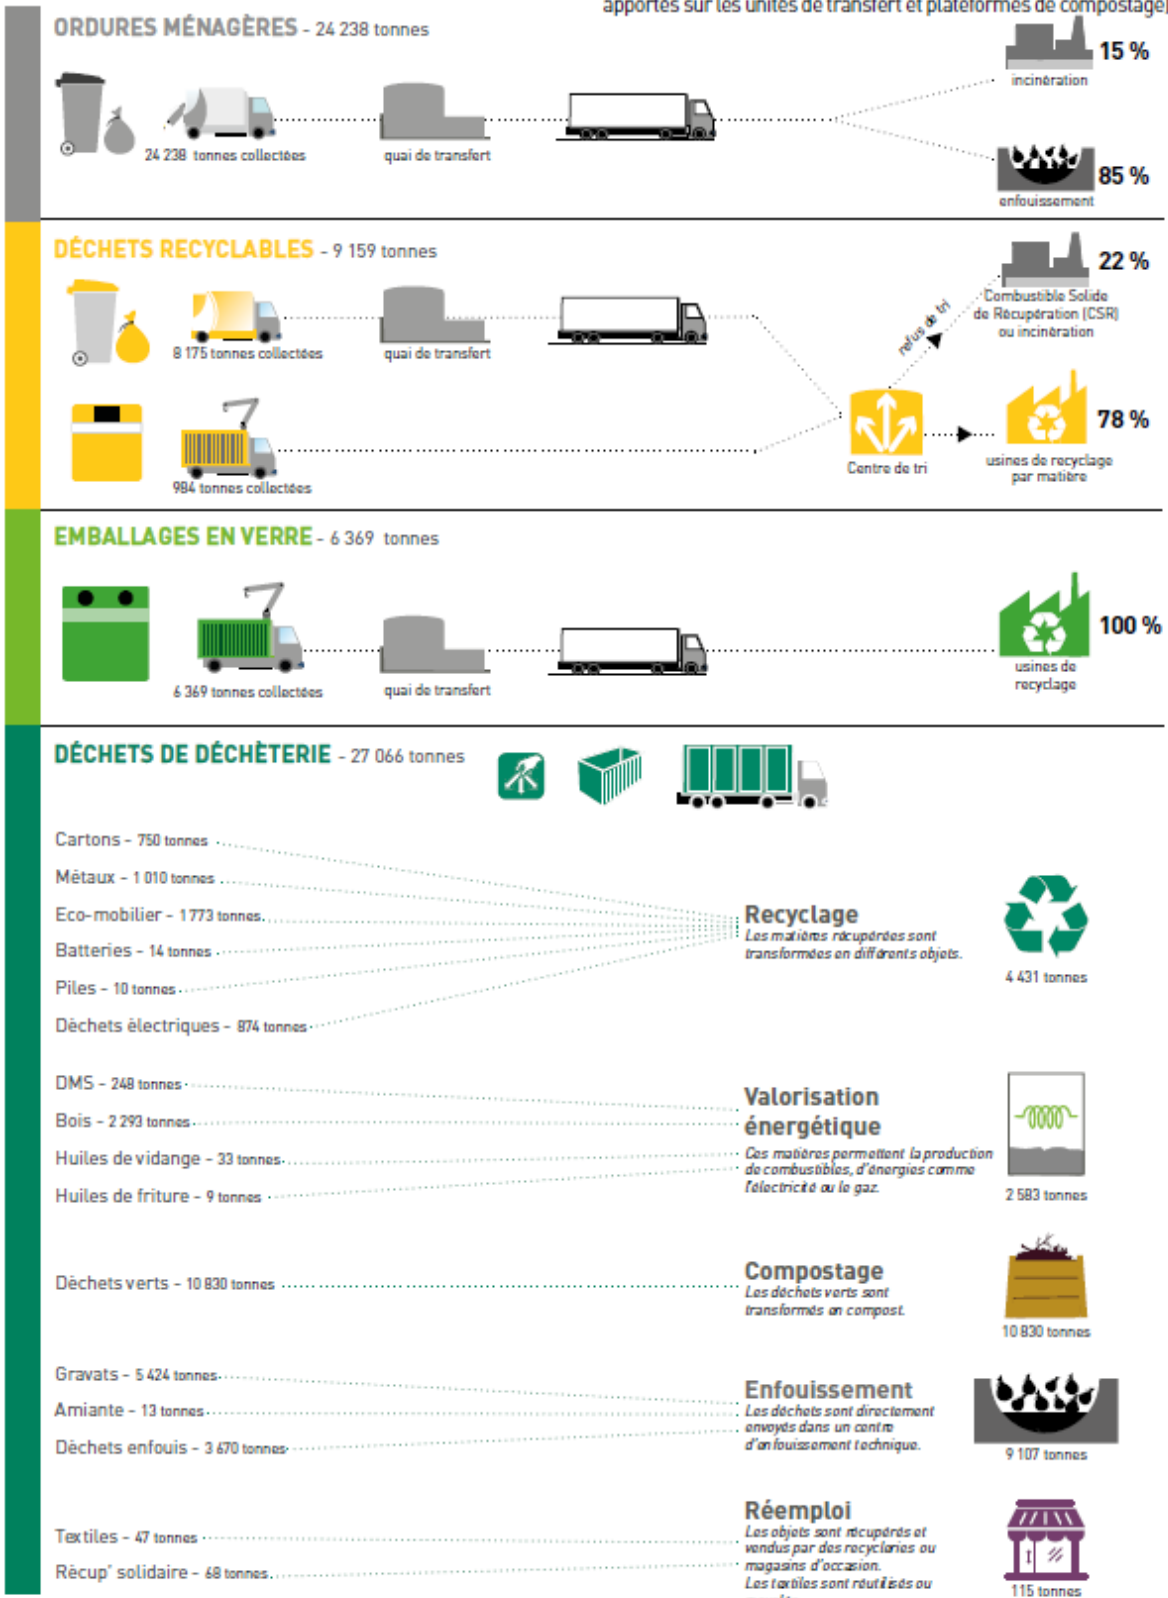 apportés sur les unités de transfert et plateformes de compostage)
ORDURES MÉNAGÈRES - 24 238 tonnes
15 %
incinération
24 238 tonnes collectées
quai de transfert
85 %
enfouissement
DÉCHETS RECYCLABLES - 9 159 tonnes
22 %
Combustible Solide
de Récupération (CSR)
ou incinération
refus de tri
8 175 tonnes collectées
quai de transfert
78 %
Centre de tri
usines de recyclage
par matière
984 tonnes collectées
EMBALLAGES EN VERRE - 6 369 tonnes
100 %
usines de
recyclage
6 369 tonnes collectées
quai de transfert
DÉCHETS DE DÉCHÈTERIE - 27 066 tonnes
Cartons - 750 tonnes
Métaux - 1 010 tonnes
Eco-mobilier - 1 773 tonnes
Batteries - 14 tonnes
Piles - 10 tonnes
Déchets électriques - 874 tonnes
Recyclage
Les matières récupérées sont
transformées en différents objets.
4 431 tonnes
DMS - 248 tonnes
Bois - 2 293 tonnes
Huiles de vidange - 33 tonnes
Huiles de friture - 9 tonnes
Valorisation
énergétique
Ces matières permettent la production
de combustibles, d'énergies comme
l'électricité ou le gaz.
2 583 tonnes
Déchets verts - 10 830 tonnes
Compostage
Les déchets verts sont
transformés en compost.
10 830 tonnes
Gravats - 5 424 tonnes
Amiante - 13 tonnes
Déchets enfouis - 3 670 tonnes
Enfouissement
Les déchets sont directement
envoyés dans un centre
d'enfouissement technique.
9 107 tonnes
Textiles - 47 tonnes
Récup' solidaire - 68 tonnes
Réemploi
Les objets sont récupérés et
vendus par des recycleries ou
magasins d'occasion.
Les textiles sont réutilisés ou
115 tonnes